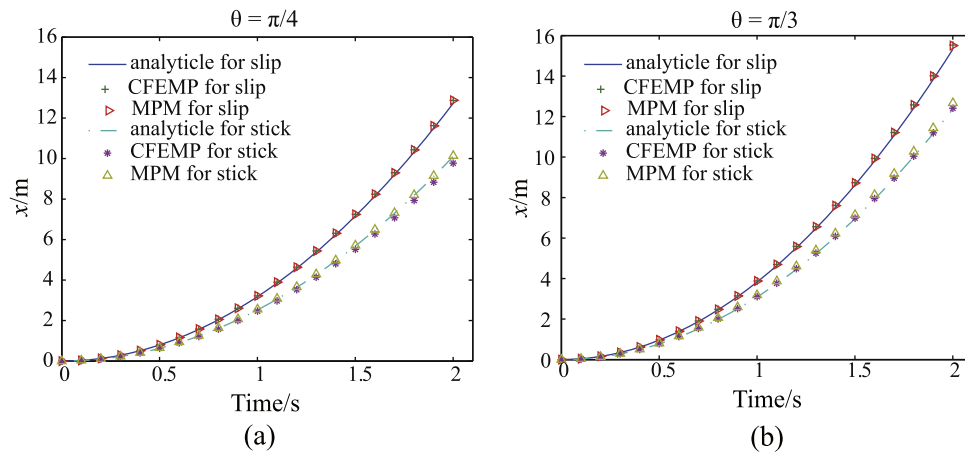 θ = π/4
16
14
12
10
8
6
4
2
0
x/m
analyticle for slip
CFEMP for slip
MPM for slip
analyticle for stick
CFEMP for stick
MPM for stick
0 0.5 1 1.5 2
Time/s
(a)
θ = π/3
16
14
12
10
8
6
4
2
0
x/m
analyticle for slip
CFEMP for slip
MPM for slip
analyticle for stick
CFEMP for stick
MPM for stick
0 0.5 1.0 1.5 2
Time/s
(b)